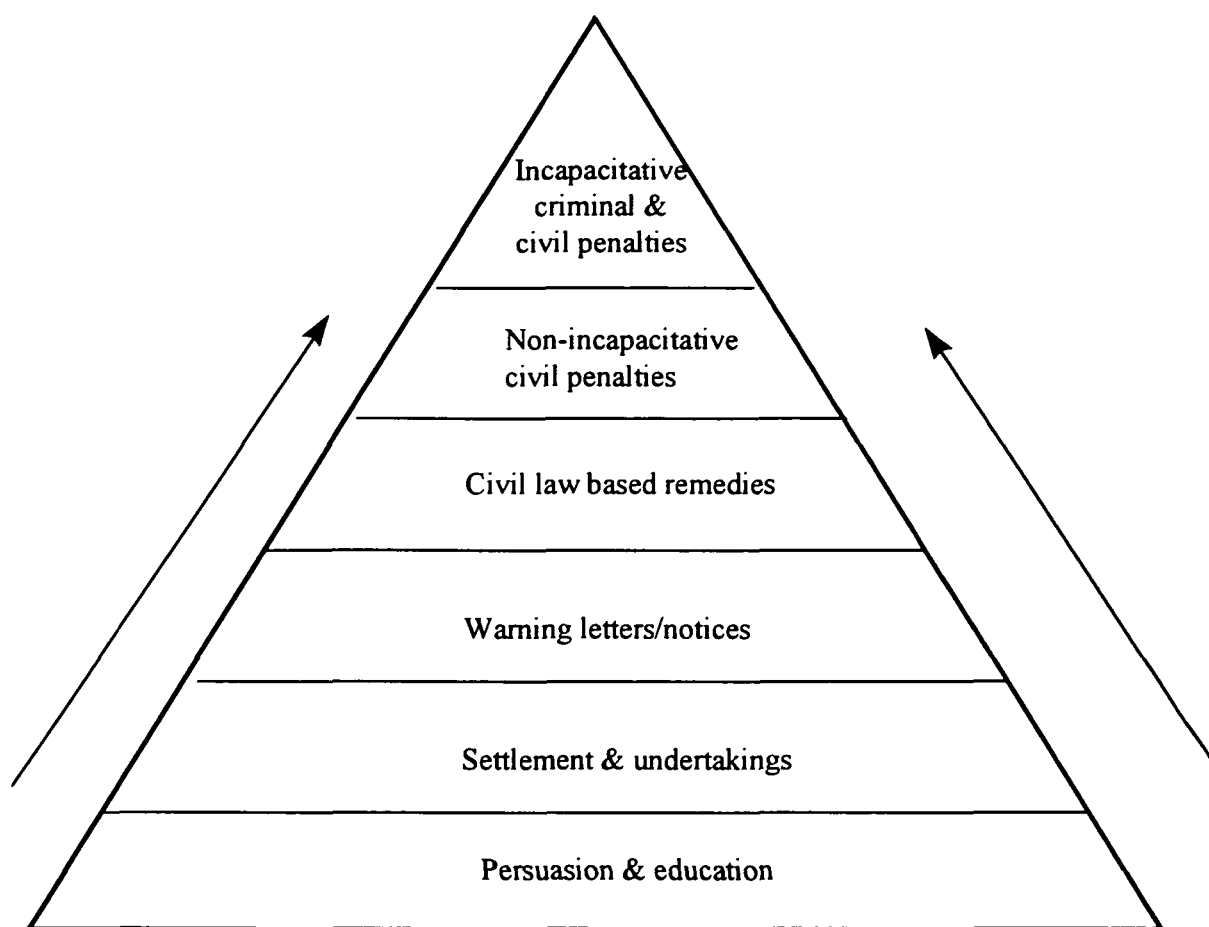 Incapacitative
criminal &
civil penalties
Non-incapacitative
civil penalties
Civil law based remedies
Warning letters/notices
Settlement & undertakings
Persuasion & education